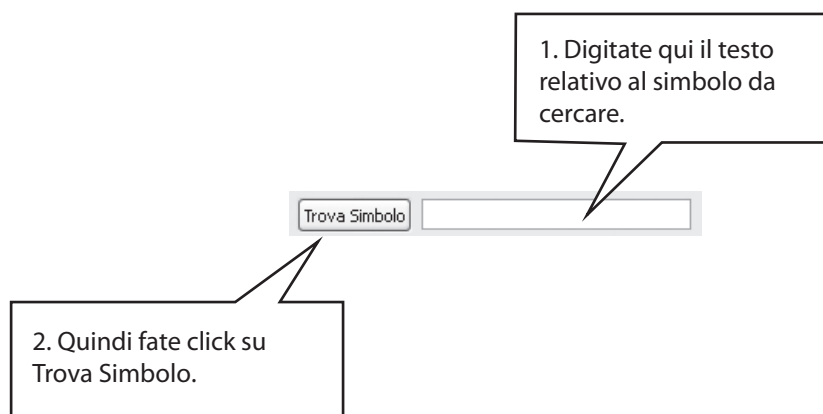 1. Digitate qui il testo
relativo al simbolo da
cercare.
Trova Simbolo
2. Quindi fate click su
Trova Simbolo.